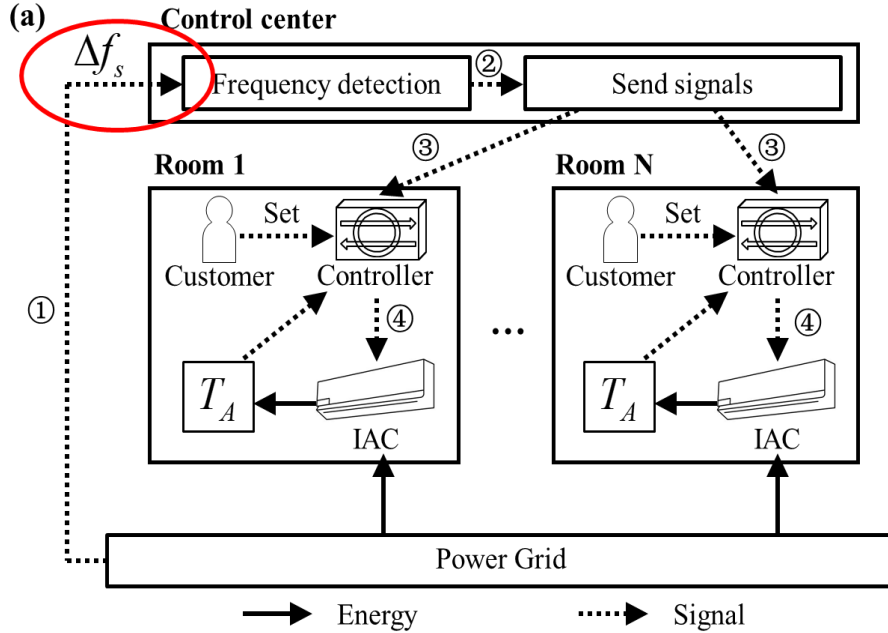 (a)
Control center
Δf_s
Frequency detection
②
Send signals
③
③
Room 1
Room N
Set
Set
Customer
Controller
Customer
Controller
①
④
...
④
T_A
T_A
IAC
IAC
Power Grid
Energy
Signal